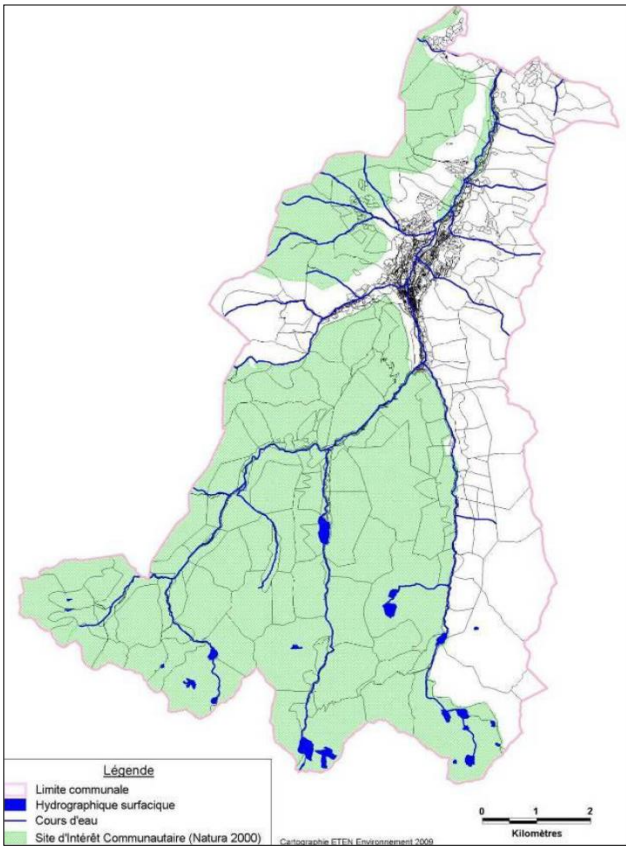 Légende
Limite communale
Hydrographique surfacique
Cours d'eau
Site d'Intérêt Communautaire (Natura 2000)
0 1 2
Kilomètres
Cartographie ETEN Environnement 2009